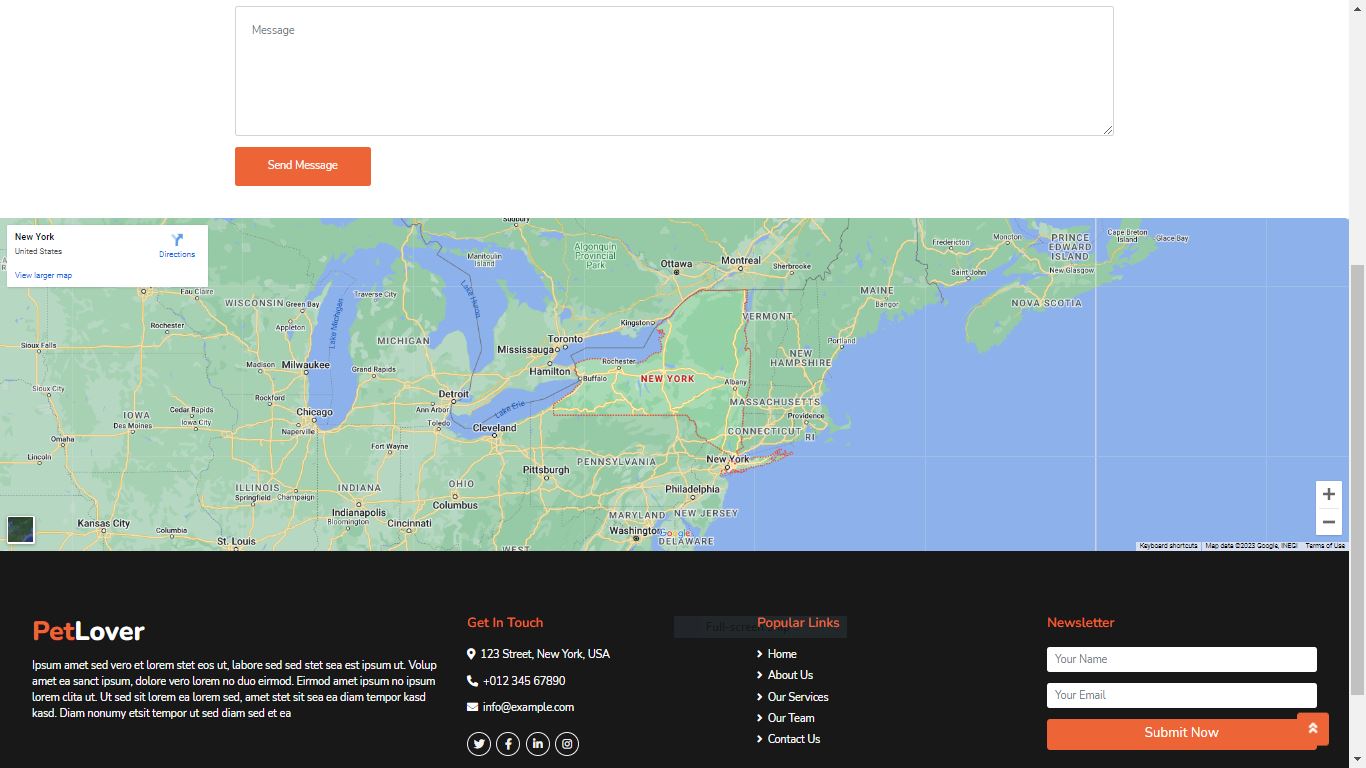 Message
Send Message
New York
United States
Directions
View larger map
Sudbury
Algonquin
Provincial
Park
Manitoulin
Island
Ottawa
Montreal
Sherbrooke
Fredericton
Moncton
PRINCE
EDWARD
ISLAND
Cape Breton
Island
Glace Bay
New Glasgow
Saint John
NOVA SCOTIA
MAINE
Bangor
Eau Claire
WISCONSIN
Green Bay
Appleton
Traverse City
Lake Michigan
Lake Huron
Kingston
VERMONT
Rochester
Sioux Falls
MICHIGAN
Toronto
Mississauga
Hamilton
Rochester
Buffalo
NEW YORK
Albany
NEW
HAMPSHIRE
Portland
Madison
Milwaukee
Grand Rapids
Sioux City
Rockford
Detroit
Ann Arbor
MASSACHUSETTS
Providence
IOWA
Des Moines
Cedar Rapids
Iowa City
Chicago
Naperville
Toledo
Lake Erie
Cleveland
CONNECTICUT
RI
Omaha
Lincoln
Fort Wayne
Pittsburgh
PENNSYLVANIA
New York
ILLINOIS
Springfield
Champaign
INDIANA
Indianapolis
Bloomington
OHIO
Columbus
Cincinnati
Philadelphia
MARYLAND
NEW JERSEY
Washington
Google
DELAWARE
Kansas City
Columbia
St. Louis
WEST
Keyboard shortcuts
Map data ©2023 Google, INEGI
Terms of Use
PetLover
Ipsum amet sed vero et lorem stet eos ut, labore sed sed stet sea est ipsum ut. Volup
amet ea sanct ipsum, dolore vero lorem no duo eirmod. Eirmod amet ipsum no ipsum
lorem clita ut. Ut sed sit lorem ea lorem sed, amet stet sit sea ea diam tempor kasd
kasd. Diam nonumy etsit tempor ut sed diam sed et ea
Get In Touch
123 Street, New York, USA
+012 345 67890
info@example.com
Full-screen
Popular Links
Home
About Us
Our Services
Our Team
Contact Us
Newsletter
Your Name
Your Email
Submit Now